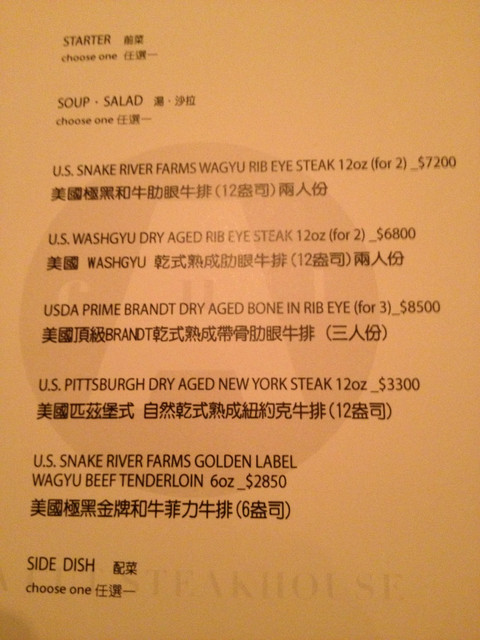 STARTER 前菜
choose one 任選一
SOUP、SALAD 湯、沙拉
choose one 任選一
U.S. SNAKE RIVER FARMS WAGYU RIB EYE STEAK 12oz (for 2) _$7200
美國極黑和牛肋眼牛排(12盎司)兩人份
U.S. WASHGYU DRY AGED RIB EYE STEAK 12oz (for 2) _$6800
美國 WASHGYU 乾式熟成肋眼牛排(12盎司)兩人份
USDA PRIME BRANDT DRY AGED BONE IN RIB EYE (for 3)_$8500
美國頂級BRANDT乾式熟成帶骨肋眼牛排 (三人份)
U.S. PITTSBURGH DRY AGED NEW YORK STEAK 12oz _$3300
美國匹茲堡式 自然乾式熟成紐約克牛排(12盎司)
U.S. SNAKE RIVER FARMS GOLDEN LABEL
WAGYU BEEF TENDERLOIN 6oz _$2850
美國極黑金牌和牛菲力牛排(6盎司)
SIDE DISH 配菜
choose one 任選一
STEAKHOUSE